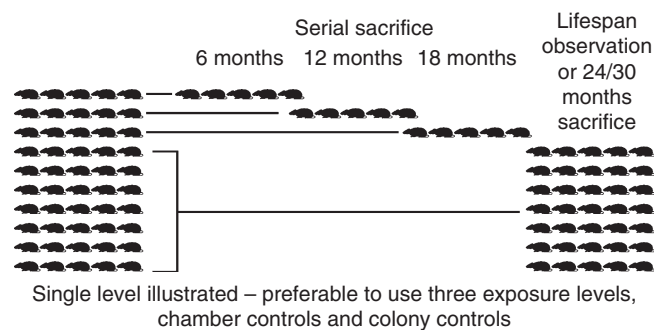 Serial sacrifice
6 months 12 months 18 months
Lifespan
observation
or 24/30
months
sacrifice
Single level illustrated – preferable to use three exposure levels,
chamber controls and colony controls